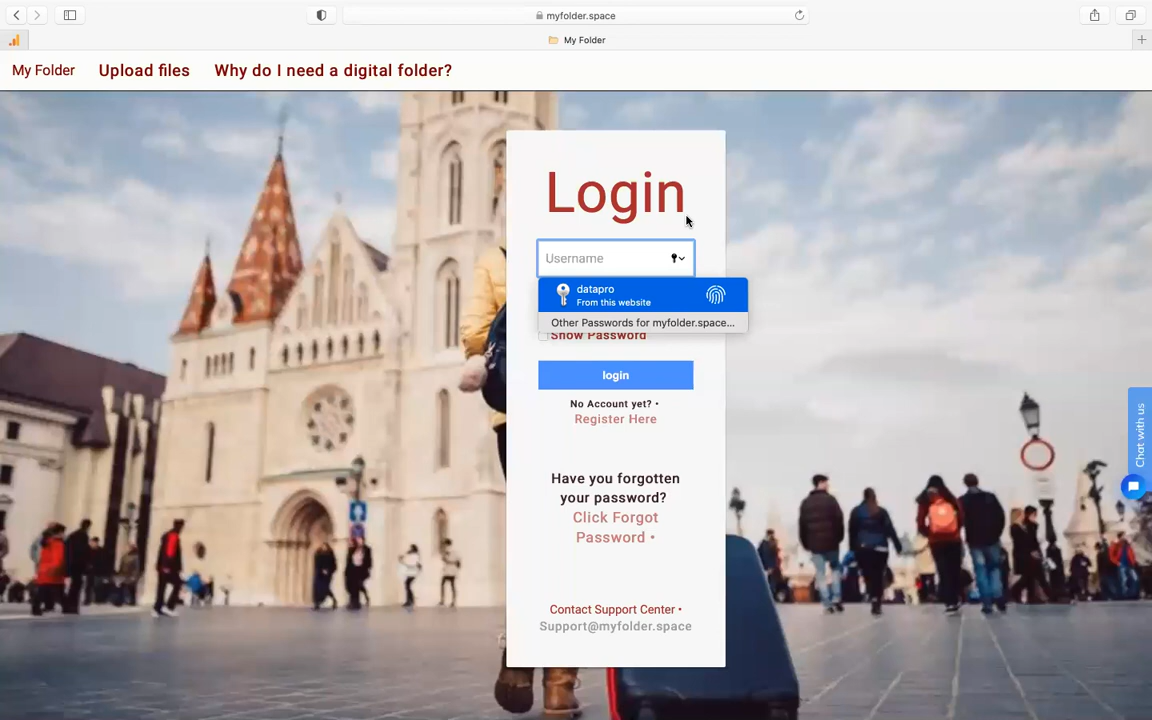 myfolder.space
My Folder
My Folder
Upload files
Why do I need a digital folder?
Login
Username
datapro
From this website
Other Passwords for myfolder.space...
Show Password
login
No Account yet? •
Register Here
Have you forgotten
your password?
Click Forgot
Password •
Contact Support Center •
Support@myfolder.space
Chat with us